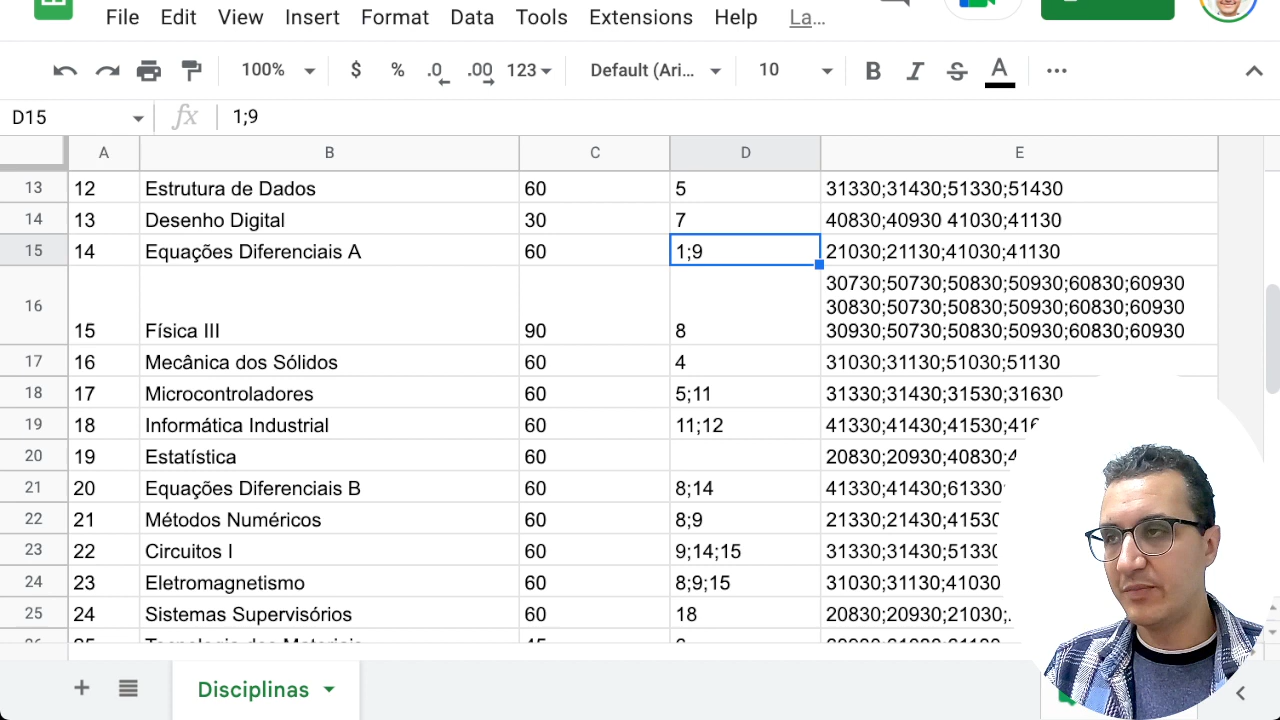 File Edit View Insert Format Data Tools Extensions Help La...
100% $ % .0 .00 123 Default (Ari... 10 B I S A
D15 fx 1;9
A B C D E
13 12 Estrutura de Dados 60 5 31330;31430;51330;51430
14 13 Desenho Digital 30 7 40830;40930 41030;41130
15 14 Equações Diferenciais A 60 1;9 21030;21130;41030;41130
30730;50730;50830;50930;60830;60930
30830;50730;50830;50930;60830;60930
16 15 Física III 90 8 30930;50730;50830;50930;60830;60930
17 16 Mecânica dos Sólidos 60 4 31030;31130;51030;51130
18 17 Microcontroladores 60 5;11 31330;31430;31530;31630
19 18 Informática Industrial 60 11;12 41330;41430;41530;
20 19 Estatística 60 20830;20930;40830;
21 20 Equações Diferenciais B 60 8;14 41330;41430;61330
22 21 Métodos Numéricos 60 8;9 21330;21430;41530
23 22 Circuitos I 60 9;14;15 31330;31430;51330
24 23 Eletromagnetismo 60 8;9;15 31030;31130;41030
25 24 Sistemas Supervisórios 60 18 20830;20930;21030;
Disciplinas